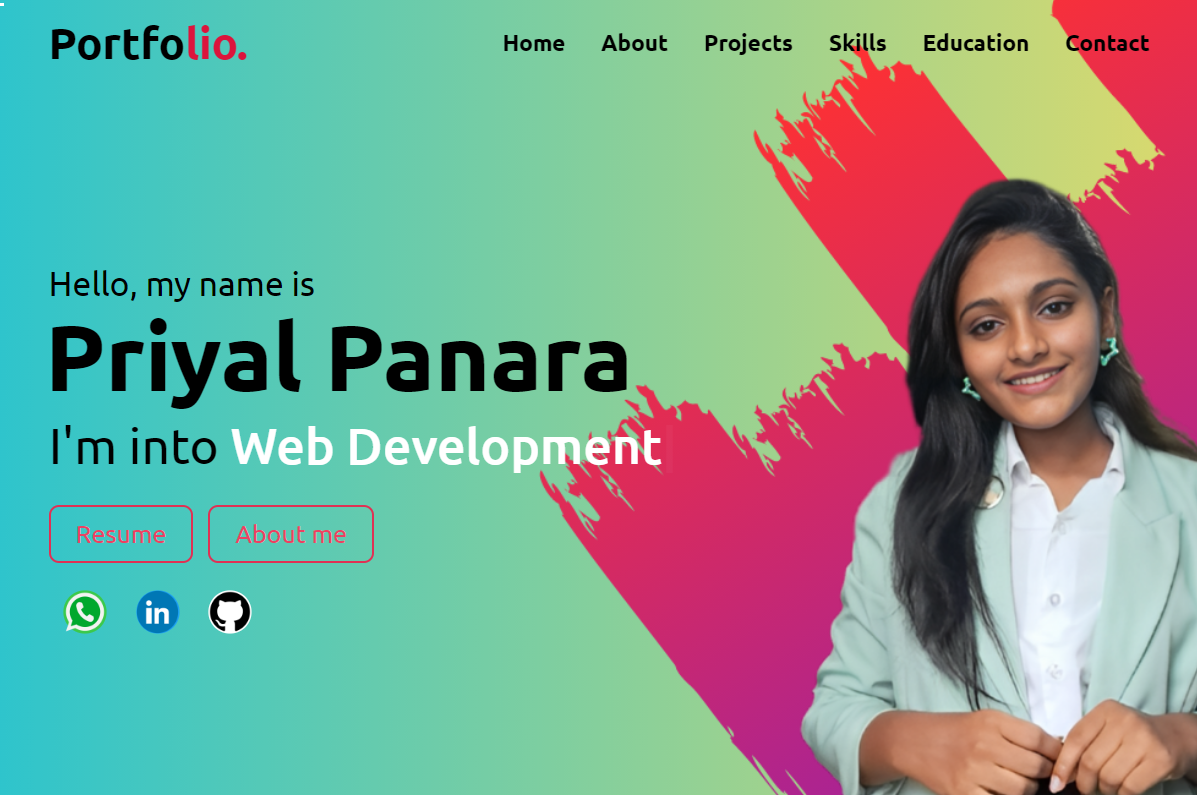 Portfolio.
Home About Projects Skills Education Contact
Hello, my name is
Priyal Panara
I'm into Web Development
Resume About me
in